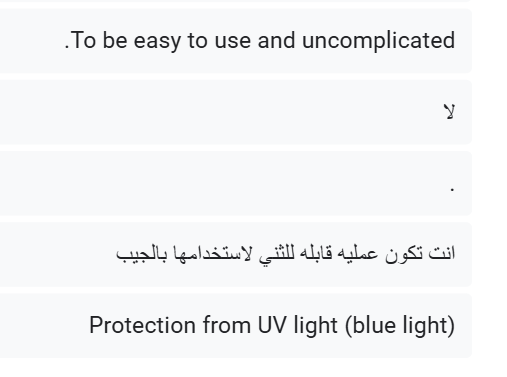 .To be easy to use and uncomplicated
لا
.
انت تكون عمليه قابله للثني لاستخدامها بالجيب
Protection from UV light (blue light)